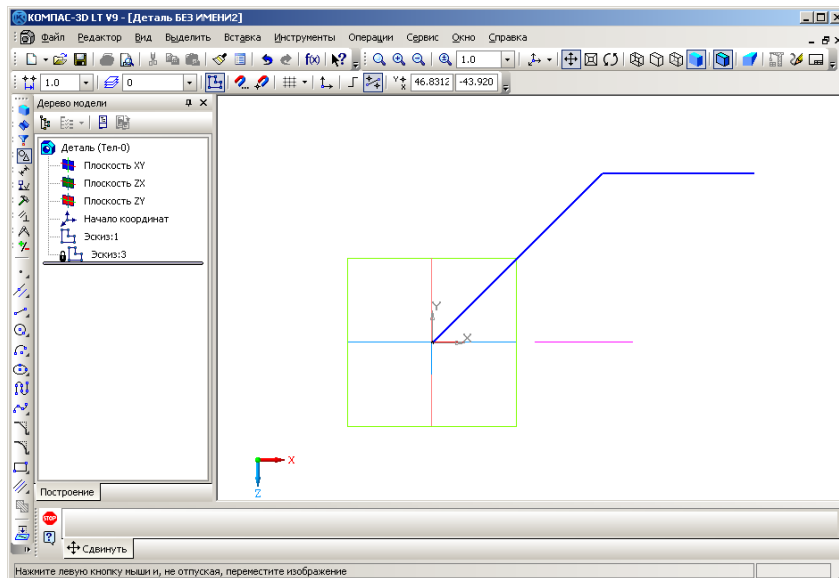 КОМПАС-3D LT V9 - [Деталь БЕЗ ИМЕНИ2]
Файл Редактор Вид Выделить Вставка Инструменты Операции Сервис Окно Справка
f(x) 1.0
1.0 0 46.8312 -43.920
Дерево модели
Деталь (Тел-0)
Плоскость XY
Плоскость ZX
Плоскость ZY
Начало координат
Эскиз:1
Эскиз:3
Y
X
X
Z
Построение
STOP
Сдвинуть
Нажмите левую кнопку мыши и, не отпуская, переместите изображение